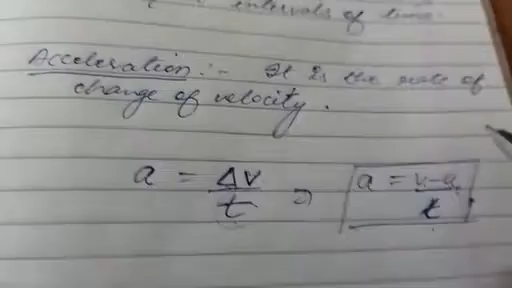 intervals of time.
Acceleration :- It is the rate of
change of velocity.
a = Δv/t ⇒ a = v-u/t